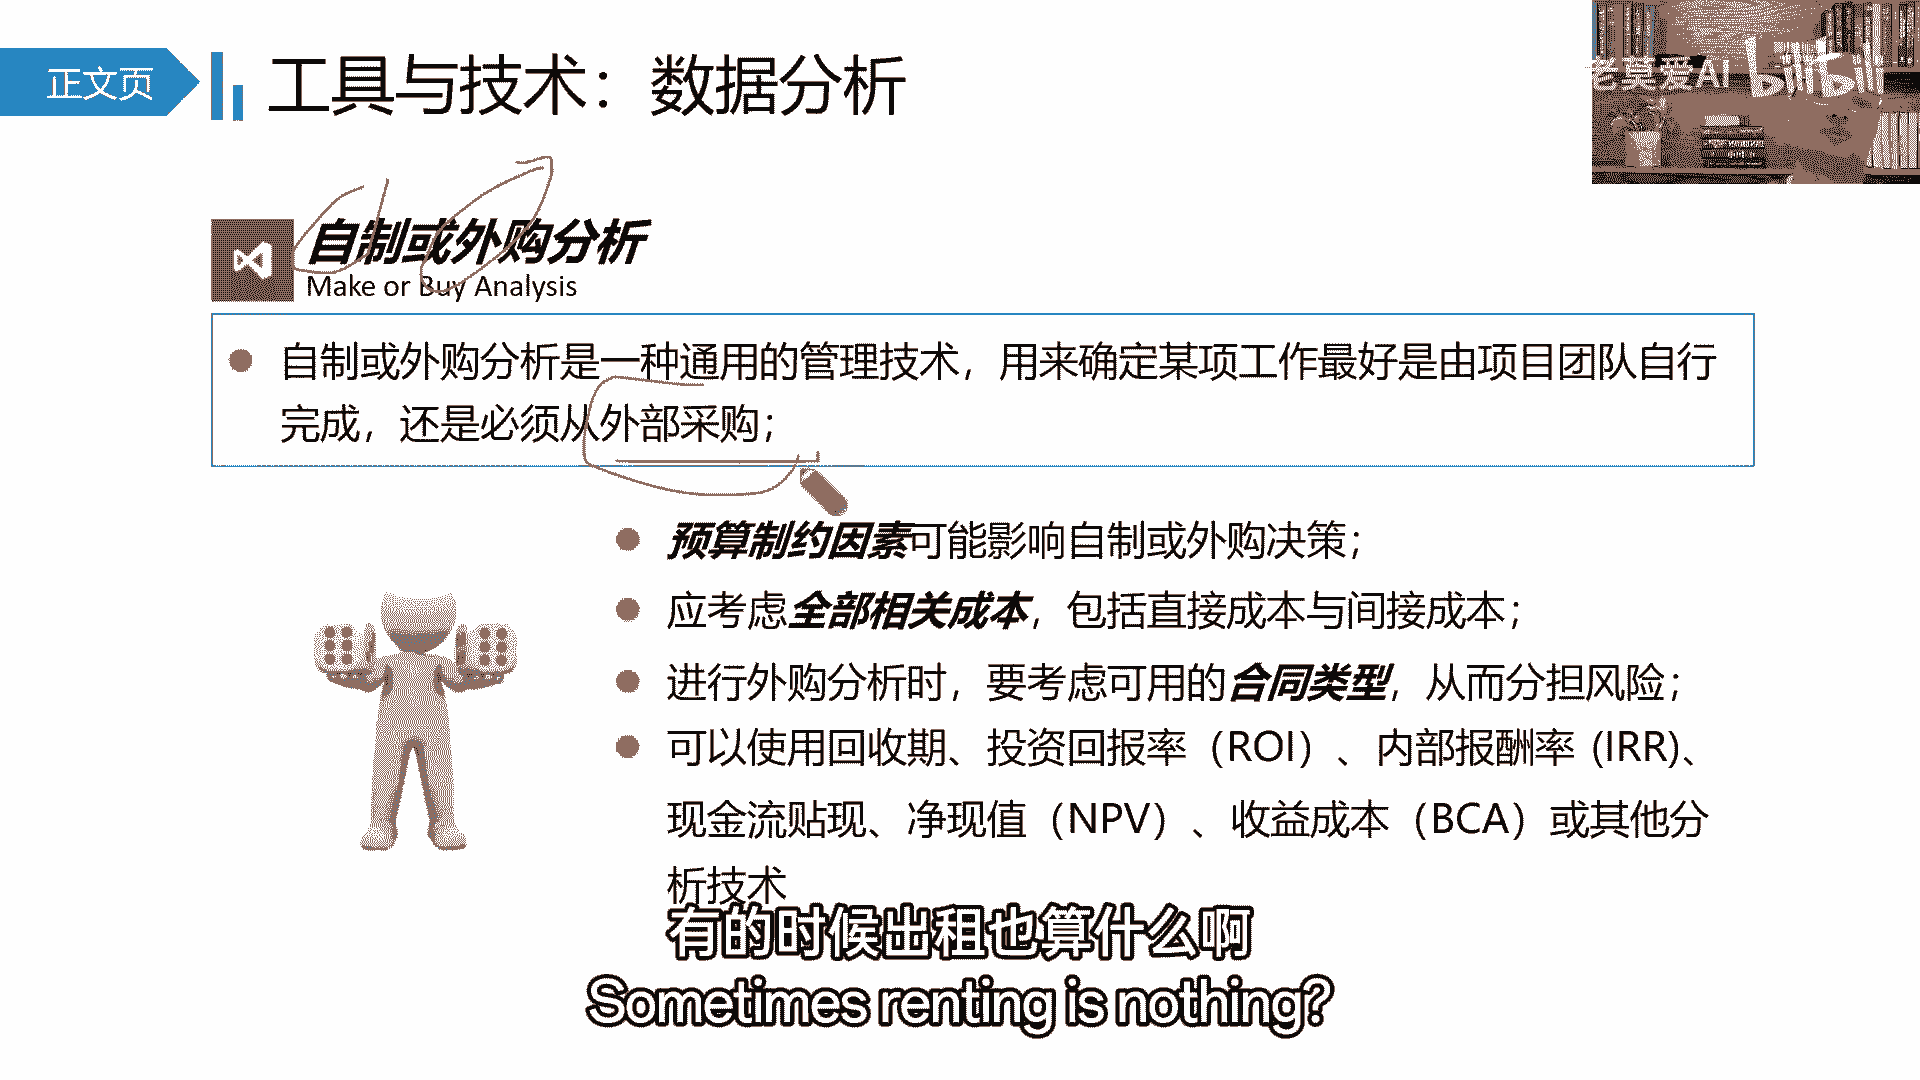 正文页
工具与技术：数据分析
老莫爱AI bilibili
自制或外购分析
Make or Buy Analysis
自制或外购分析是一种通用的管理技术，用来确定某项工作最好是由项目团队自行
完成，还是必须从外部采购；
预算制约因素可能影响自制或外购决策；
应考虑全部相关成本，包括直接成本与间接成本；
进行外购分析时，要考虑可用的合同类型，从而分担风险；
可以使用回收期、投资回报率（ROI）、内部报酬率 (IRR)、
现金流贴现、净现值（NPV）、收益成本（BCA）或其他分
析技术
有的时候出租也算什么啊
Sometimes renting is nothing?